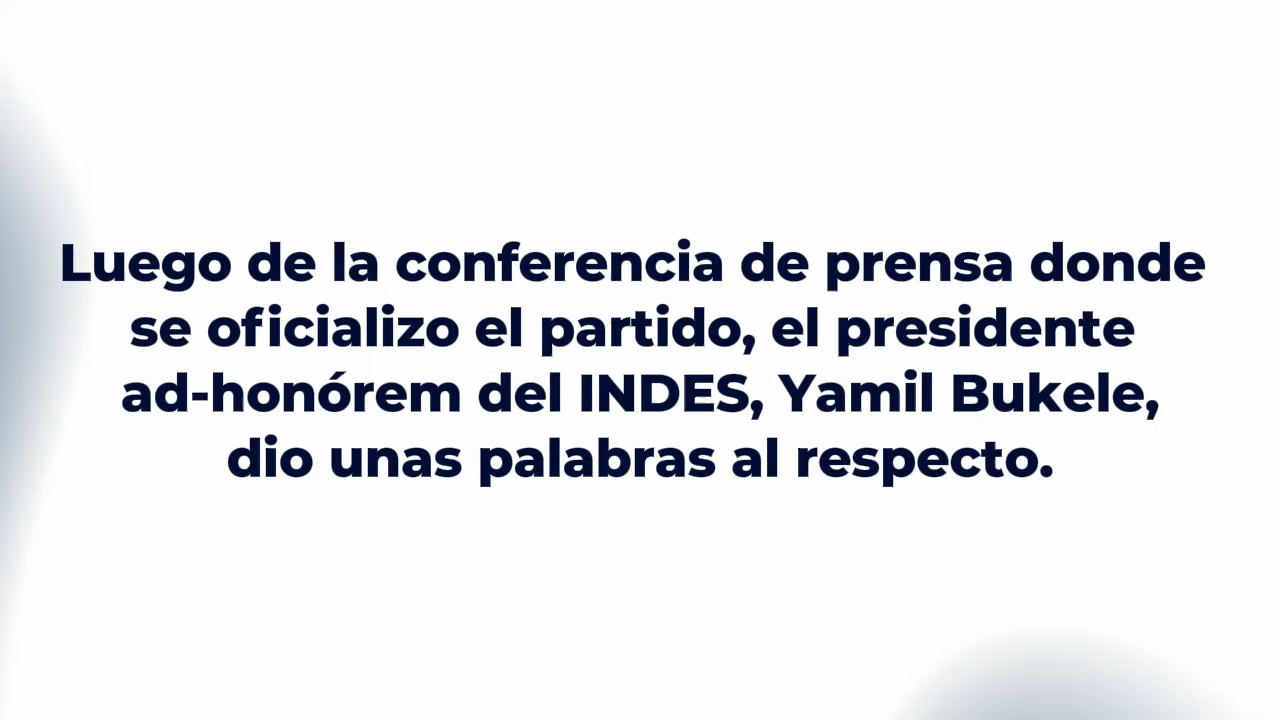 Luego de la conferencia de prensa donde
se oficializo el partido, el presidente
ad-honórem del INDES, Yamil Bukele,
dio unas palabras al respecto.